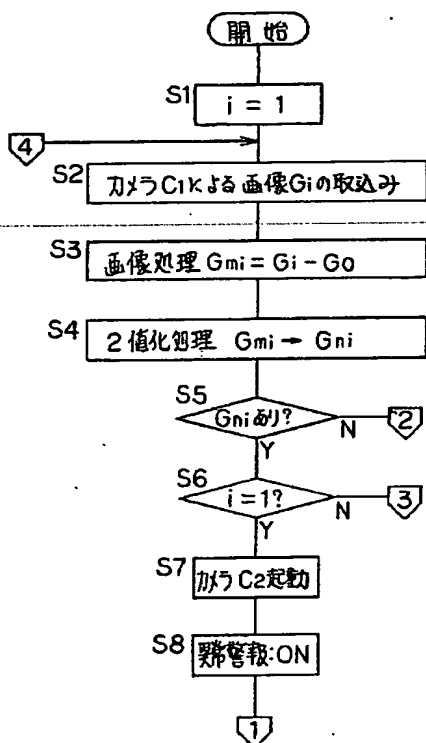 開始
S1
i = 1
4
S2
カメラC1による画像Giの取込み
S3
画像処理 Gmi = Gi - G0
S4
2値化処理 Gmi → Gni
S5
Gniあり?
N
2
Y
S6
i = 1?
N
3
Y
S7
カメラC2起動
S8
異常警報:ON
1